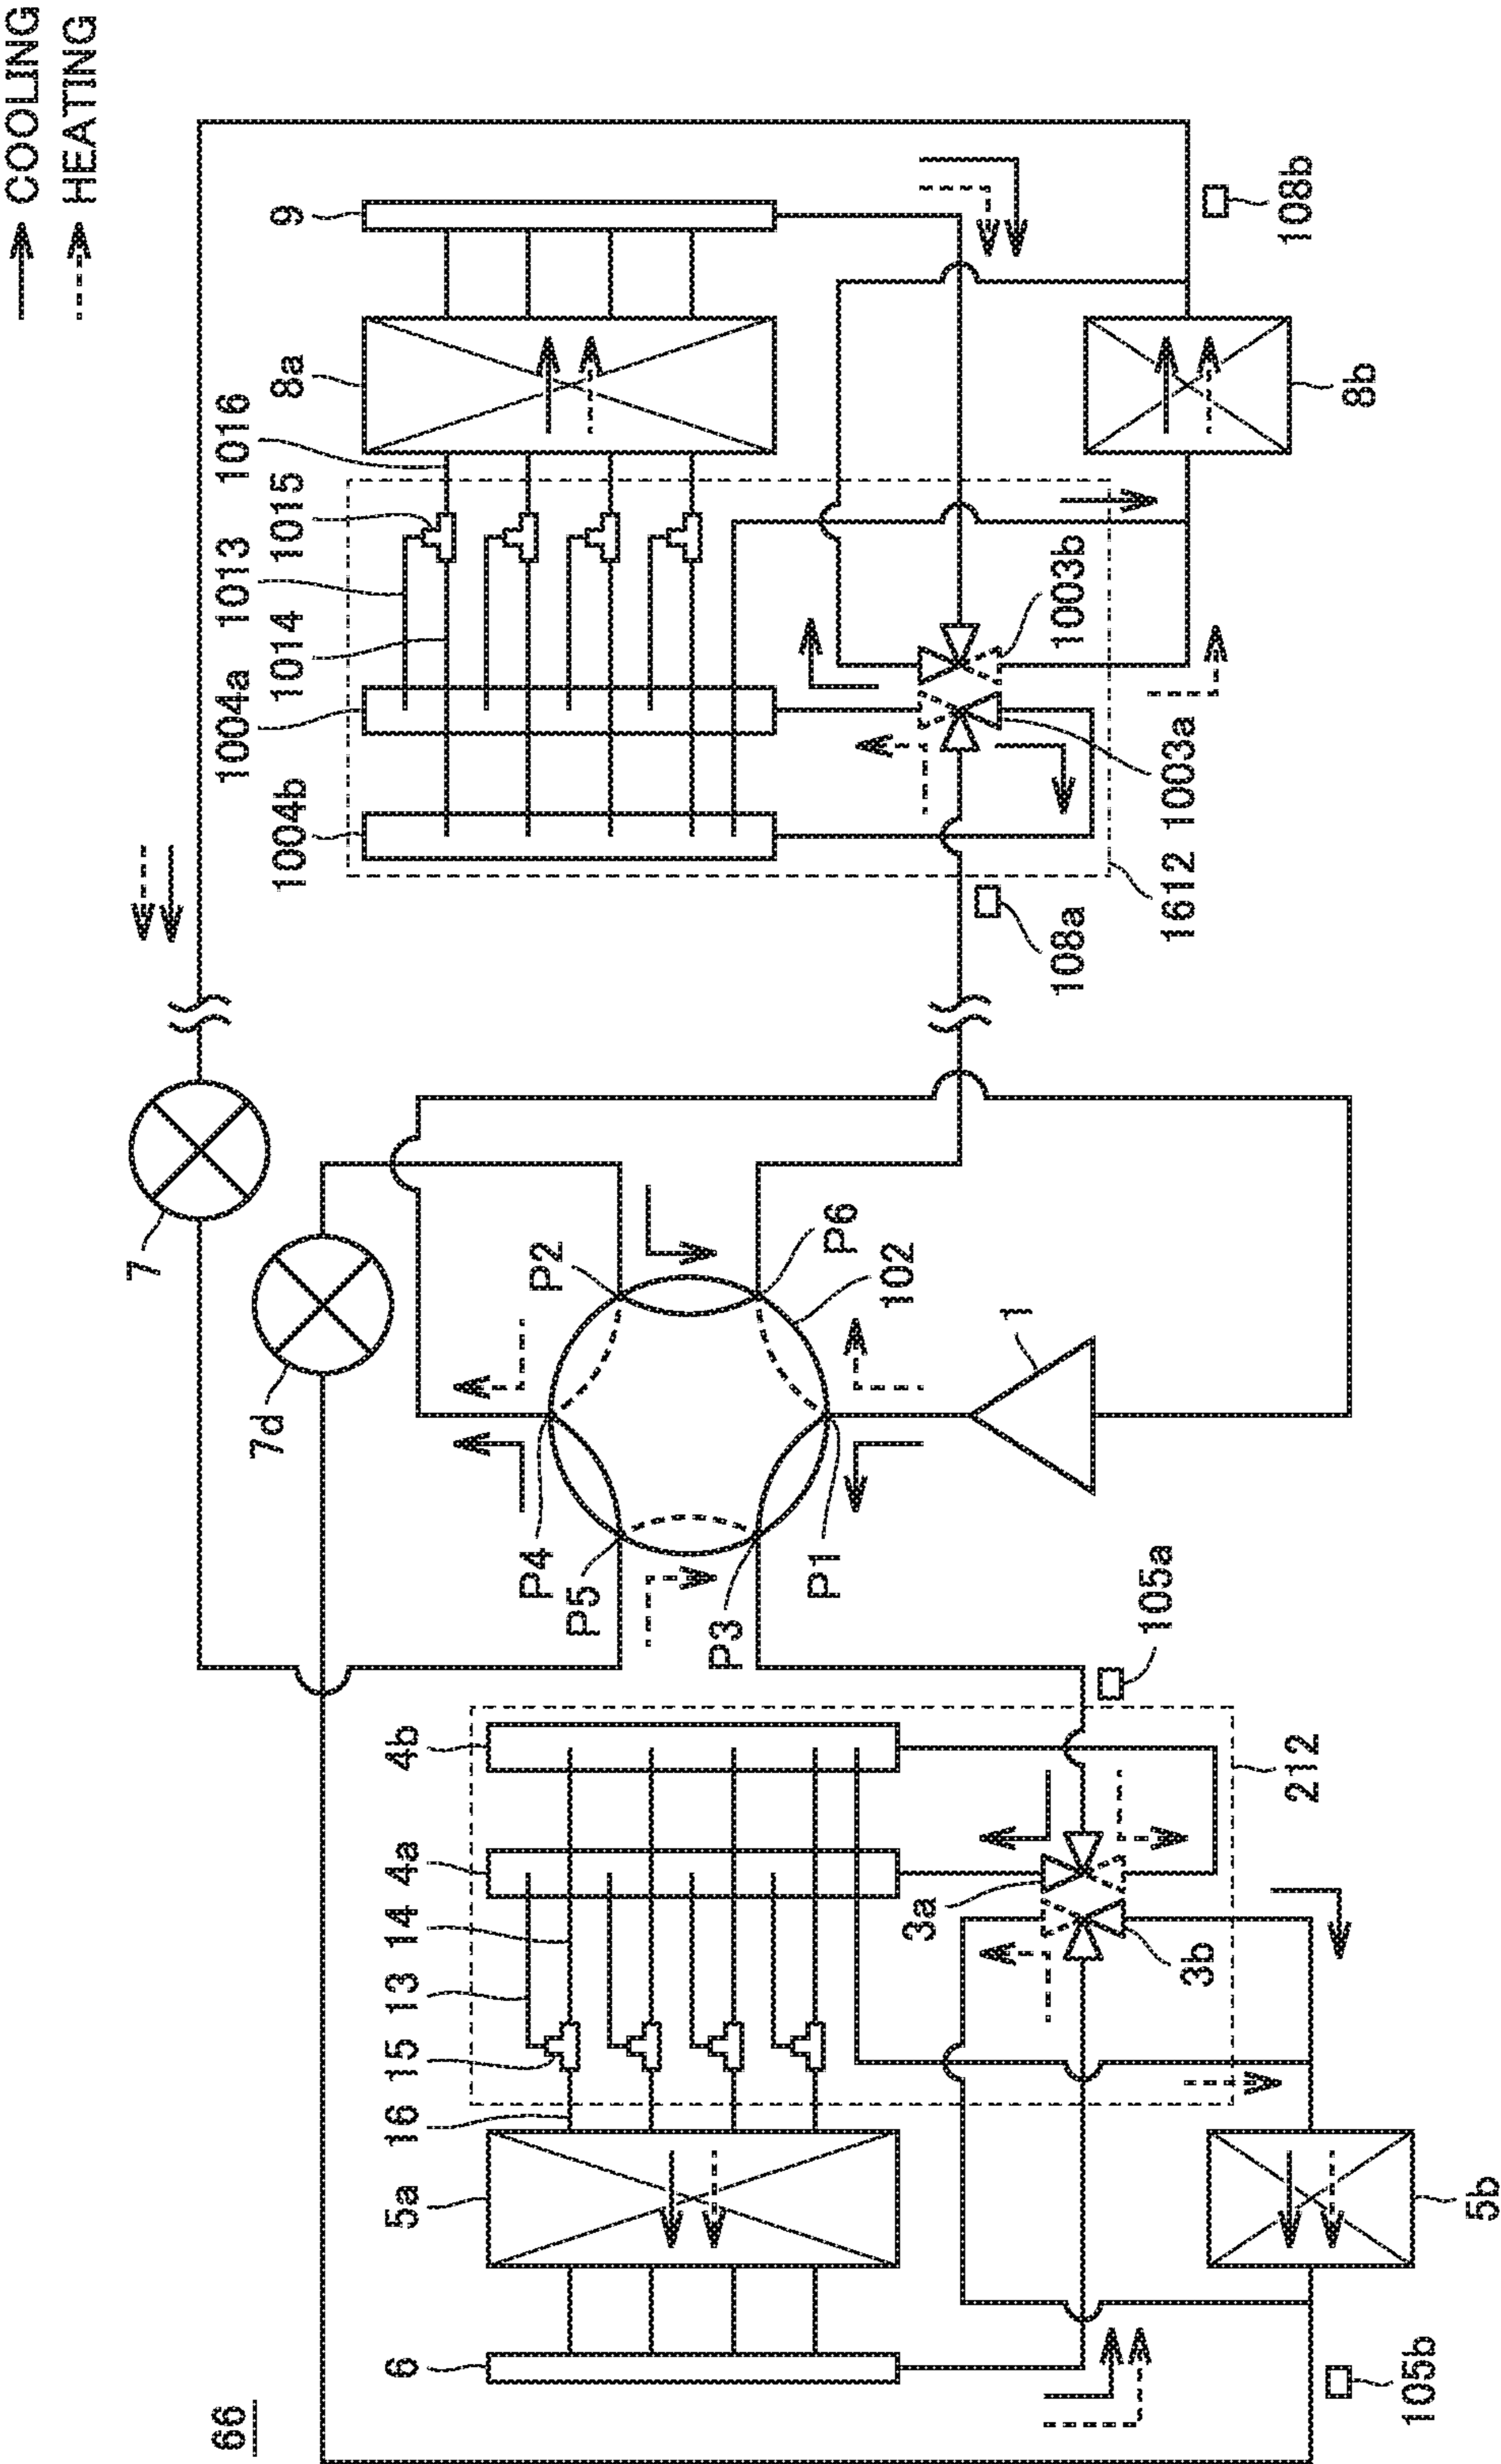 COOLING
HEATING
66
9
8a
1016
1015
1013
1014
1004a
1004b
108b
8b
1003b
1003a
1612
108a
7
7d
P2
P6
102
1
P4
P5
P3
P1
105a
4b
4a
14
13
15
16
5a
6
3a
3b
212
5b
105b